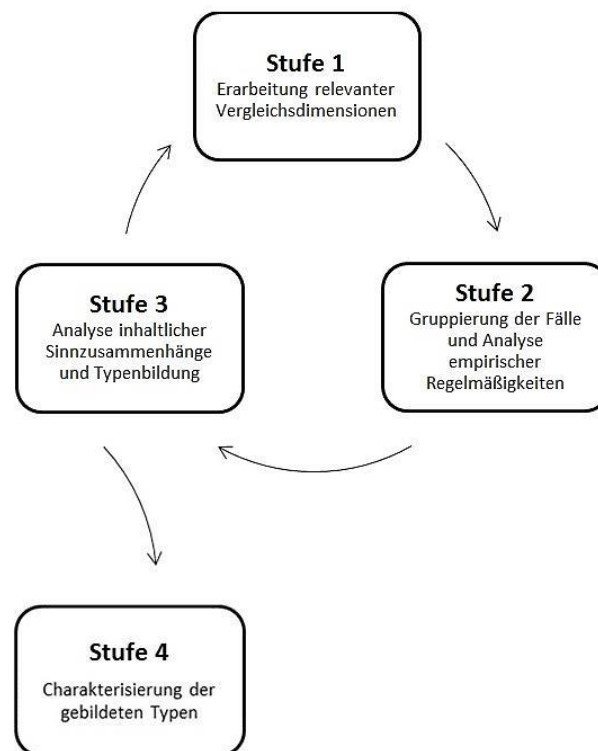 Stufe 1
Erarbeitung relevanter
Vergleichsdimensionen
Stufe 2
Gruppierung der Fälle
und Analyse
empirischer
Regelmäßigkeiten
Stufe 3
Analyse inhaltlicher
Sinnzusammenhänge
und Typenbildung
Stufe 4
Charakterisierung der
gebildeten Typen